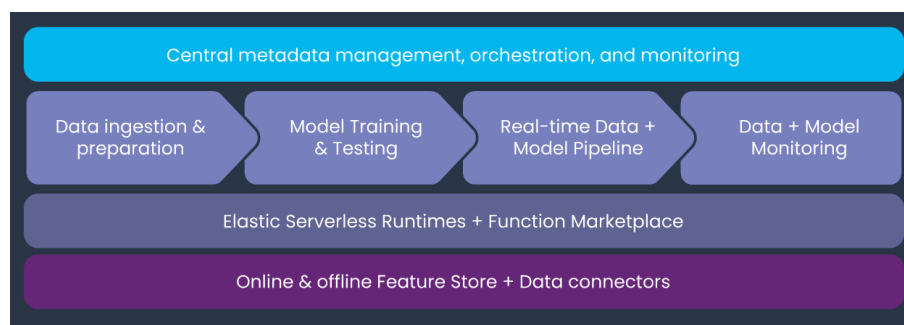 Central metadata management, orchestration, and monitoring
Data ingestion &
preparation
Model Training
& Testing
Real-time Data +
Model Pipeline
Data + Model
Monitoring
Elastic Serverless Runtimes + Function Marketplace
Online & offline Feature Store + Data connectors